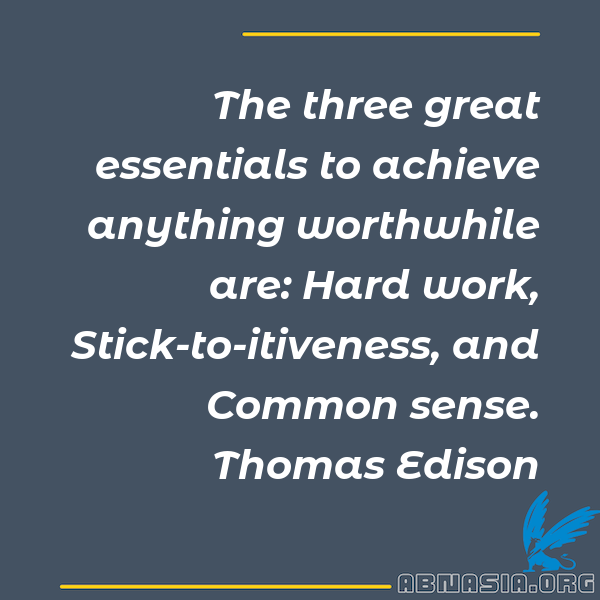 The three great
essentials to achieve
anything worthwhile
are: Hard work,
Stick-to-itiveness, and
Common sense.
Thomas Edison
ABNASIA.ORG